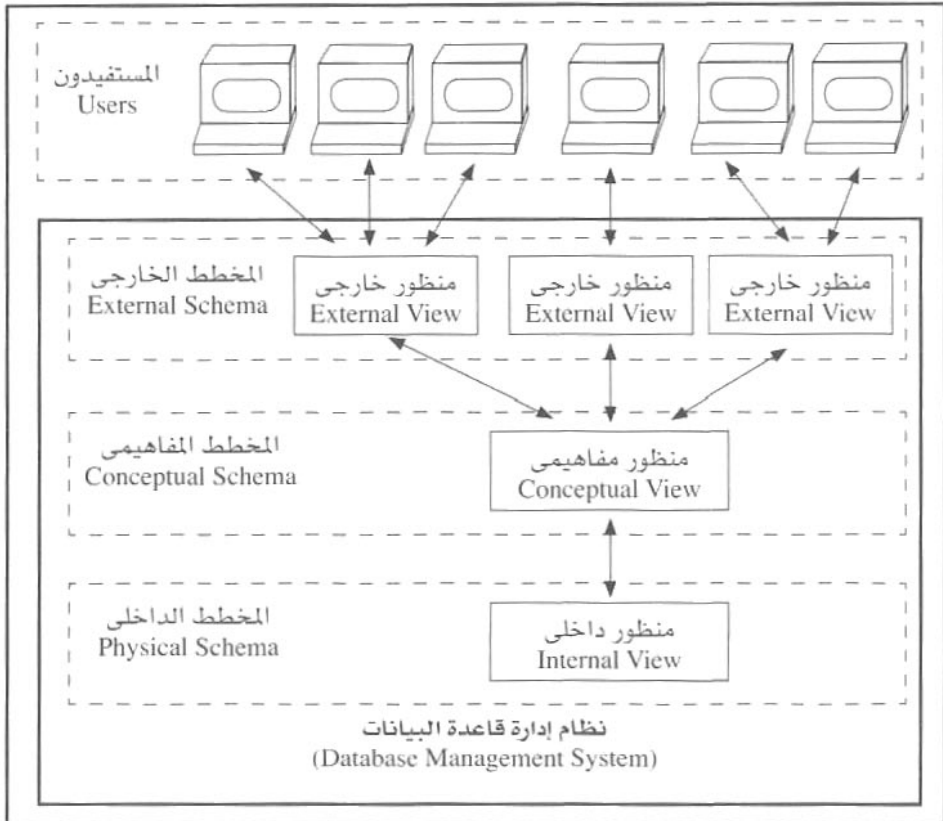 المستفيدون
Users
المخطط الخارجى
External Schema
منظور خارجى
External View
منظور خارجى
External View
منظور خارجى
External View
المخطط المفاهيمى
Conceptual Schema
منظور مفاهيمى
Conceptual View
المخطط الداخلى
Physical Schema
منظور داخلى
Internal View
نظام إدارة قاعدة البيانات
(Database Management System)